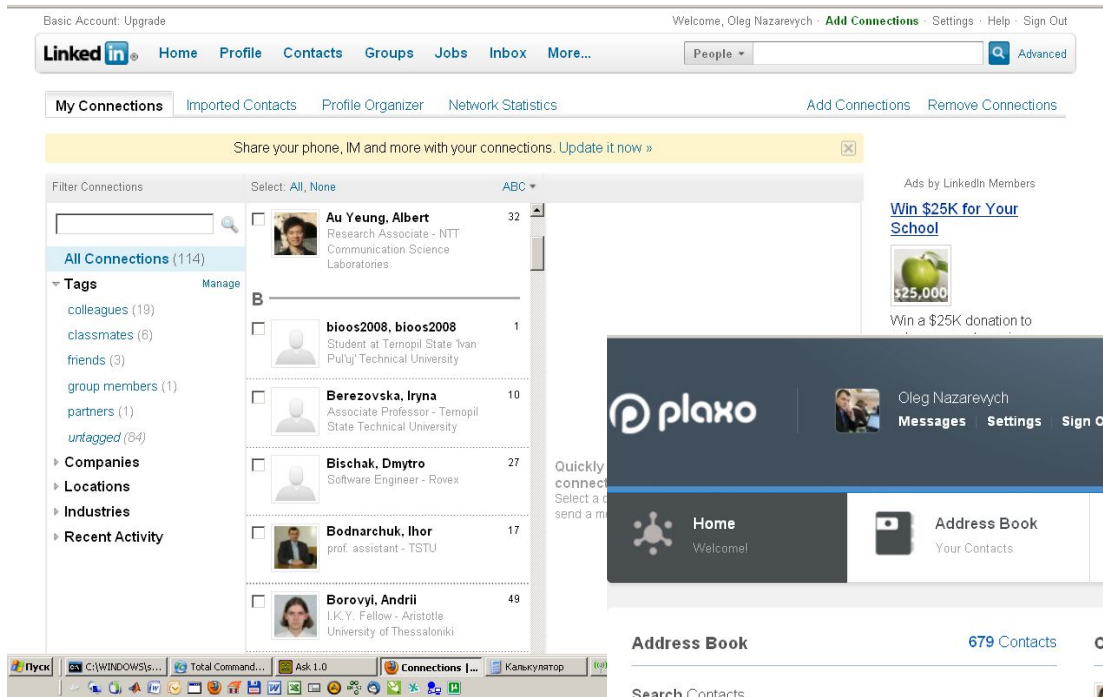 Basic Account: Upgrade
Welcome, Oleg Nazarevych · Add Connections · Settings · Help · Sign Out
Linked in ® Home Profile Contacts Groups Jobs Inbox More...
People
Advanced
My Connections Imported Contacts Profile Organizer Network Statistics
Add Connections Remove Connections
Share your phone, IM and more with your connections. Update it now »
Filter Connections
All Connections (114)
Tags Manage
colleagues (19)
classmates (6)
friends (3)
group members (1)
partners (1)
untagged (84)
Companies
Locations
Industries
Recent Activity
Select: All, None ABC
Au Yeung, Albert 32
Research Associate - NTT
Communication Science
Laboratories
B
bioos2008, bioos2008 1
Student at Ternopil State 'Ivan
Pul'uj' Technical University
Berezovska, Iryna 10
Associate Professor - Ternopil
State Technical University
Bischak, Dmytro 27
Software Engineer - Rovex
Bodnarchuk, Ihor 17
prof. assistant - TSTU
Borovyi, Andrii 49
I.K.Y. Fellow - Aristotle
University of Thessaloniki
Quickly
connect
Select a
send a
Ads by LinkedIn Members
Win $25K for Your
School
$25,000
Win a $25K donation to
plaxo
Oleg Nazarevych
Messages Settings Sign
Home
Welcome!
Address Book
Your Contacts
Address Book 679 Contacts
Search Contacts
Пуск C:\WINDOWS\s... Total Command... Ask 1.0 Connections |... Калькулятор